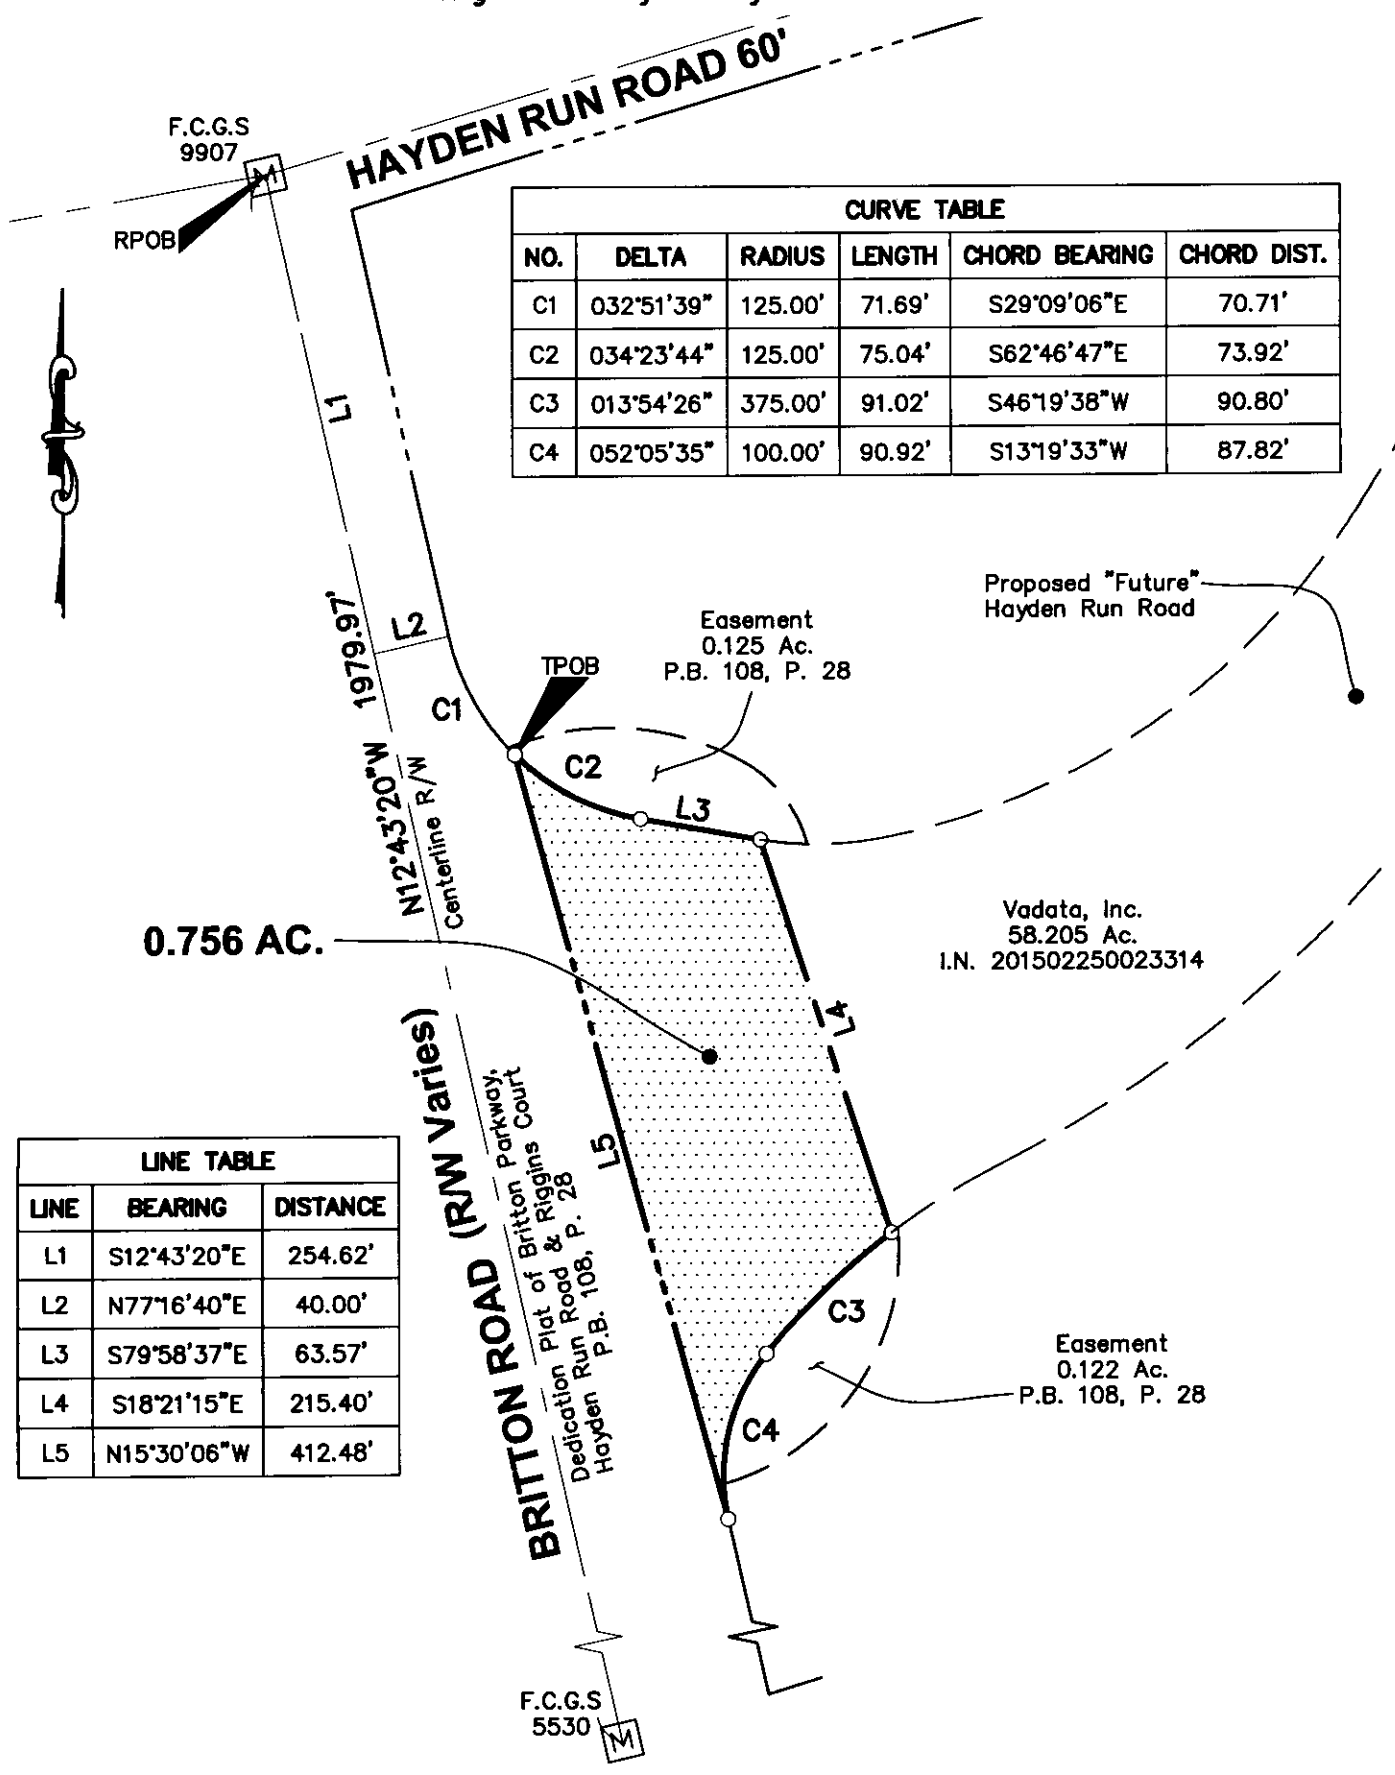 HAYDEN RUN ROAD 60'
F.C.G.S
9907
M
RPOB
CURVE TABLE
NO. DELTA RADIUS LENGTH CHORD BEARING CHORD DIST.
C1 032°51'39" 125.00' 71.69' S29°09'06"E 70.71'
C2 034°23'44" 125.00' 75.04' S62°46'47"E 73.92'
C3 013°54'26" 375.00' 91.02' S46°19'38"W 90.80'
C4 052°05'35" 100.00' 90.92' S13°19'33"W 87.82'
L1
Proposed "Future"
Hayden Run Road
Easement
0.125 Ac.
P.B. 108, P. 28
L2
TPOB
C1
C2
L3
N12°43'20"W 1979.97'
Centerline R/W
0.756 AC.
Vadata, Inc.
58.205 Ac.
I.N. 201502250023314
L4
L5
BRITTON ROAD (R/W Varies)
Dedication Plat of Britton Parkway,
Hayden Run Road & Riggins Court
P.B. 108, P. 28
LINE TABLE
LINE BEARING DISTANCE
L1 S12°43'20"E 254.62'
L2 N77°16'40"E 40.00'
L3 S79°58'37"E 63.57'
L4 S18°21'15"E 215.40'
L5 N15°30'06"W 412.48'
C3
Easement
0.122 Ac.
P.B. 108, P. 28
C4
F.C.G.S
5530
M